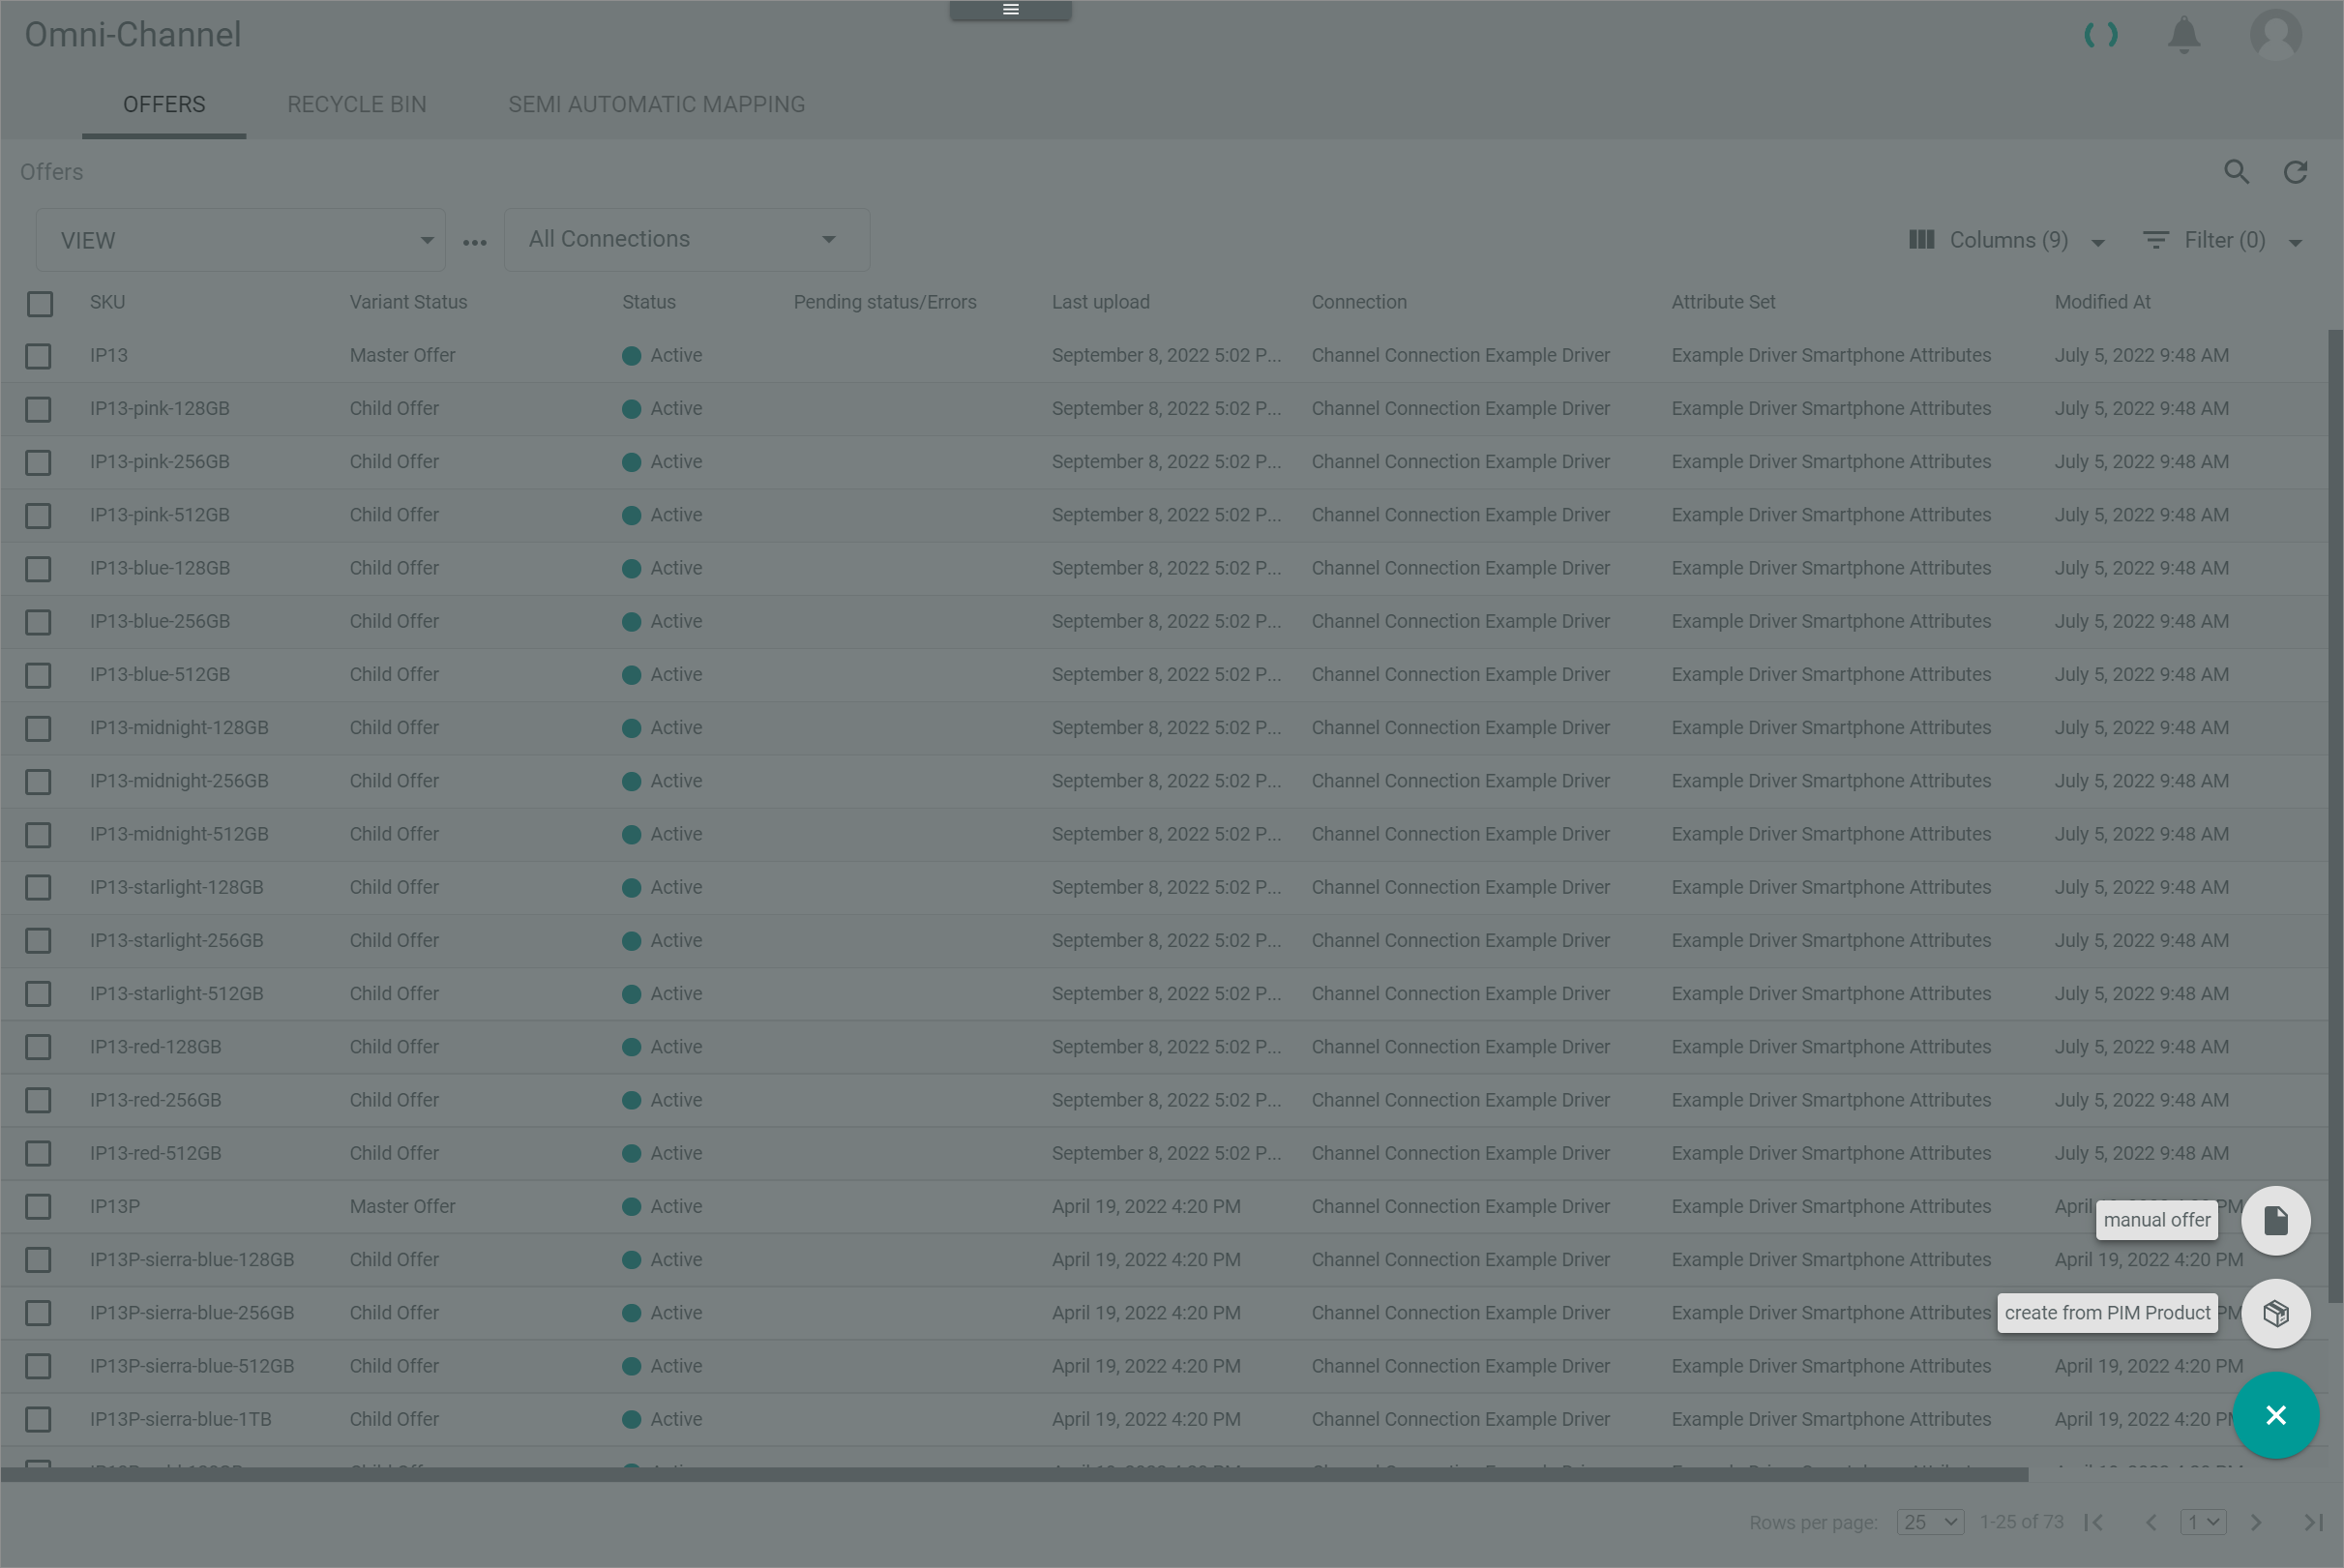 Omni-Channel
OFFERS RECYCLE BIN SEMI AUTOMATIC MAPPING
Offers
VIEW All Connections Columns (9) Filter (0)
SKU Variant Status Status Pending status/Errors Last upload Connection Attribute Set Modified At
IP13 Master Offer Active September 8, 2022 5:02 P... Channel Connection Example Driver Example Driver Smartphone Attributes July 5, 2022 9:48 AM
IP13-pink-128GB Child Offer Active September 8, 2022 5:02 P... Channel Connection Example Driver Example Driver Smartphone Attributes July 5, 2022 9:48 AM
IP13-pink-256GB Child Offer Active September 8, 2022 5:02 P... Channel Connection Example Driver Example Driver Smartphone Attributes July 5, 2022 9:48 AM
IP13-pink-512GB Child Offer Active September 8, 2022 5:02 P... Channel Connection Example Driver Example Driver Smartphone Attributes July 5, 2022 9:48 AM
IP13-blue-128GB Child Offer Active September 8, 2022 5:02 P... Channel Connection Example Driver Example Driver Smartphone Attributes July 5, 2022 9:48 AM
IP13-blue-256GB Child Offer Active September 8, 2022 5:02 P... Channel Connection Example Driver Example Driver Smartphone Attributes July 5, 2022 9:48 AM
IP13-blue-512GB Child Offer Active September 8, 2022 5:02 P... Channel Connection Example Driver Example Driver Smartphone Attributes July 5, 2022 9:48 AM
IP13-midnight-128GB Child Offer Active September 8, 2022 5:02 P... Channel Connection Example Driver Example Driver Smartphone Attributes July 5, 2022 9:48 AM
IP13-midnight-256GB Child Offer Active September 8, 2022 5:02 P... Channel Connection Example Driver Example Driver Smartphone Attributes July 5, 2022 9:48 AM
IP13-midnight-512GB Child Offer Active September 8, 2022 5:02 P... Channel Connection Example Driver Example Driver Smartphone Attributes July 5, 2022 9:48 AM
IP13-starlight-128GB Child Offer Active September 8, 2022 5:02 P... Channel Connection Example Driver Example Driver Smartphone Attributes July 5, 2022 9:48 AM
IP13-starlight-256GB Child Offer Active September 8, 2022 5:02 P... Channel Connection Example Driver Example Driver Smartphone Attributes July 5, 2022 9:48 AM
IP13-starlight-512GB Child Offer Active September 8, 2022 5:02 P... Channel Connection Example Driver Example Driver Smartphone Attributes July 5, 2022 9:48 AM
IP13-red-128GB Child Offer Active September 8, 2022 5:02 P... Channel Connection Example Driver Example Driver Smartphone Attributes July 5, 2022 9:48 AM
IP13-red-256GB Child Offer Active September 8, 2022 5:02 P... Channel Connection Example Driver Example Driver Smartphone Attributes July 5, 2022 9:48 AM
IP13-red-512GB Child Offer Active September 8, 2022 5:02 P... Channel Connection Example Driver Example Driver Smartphone Attributes July 5, 2022 9:48 AM
IP13P Master Offer Active April 19, 2022 4:20 PM Channel Connection Example Driver Example Driver Smartphone Attributes April PM
manual offer
IP13P-sierra-blue-128GB Child Offer Active April 19, 2022 4:20 PM Channel Connection Example Driver Example Driver Smartphone Attributes April 19, 2022 4:20 PM
IP13P-sierra-blue-256GB Child Offer Active April 19, 2022 4:20 PM Channel Connection Example Driver Example Driver Smartphone Attributes create from PIM Product PM
IP13P-sierra-blue-512GB Child Offer Active April 19, 2022 4:20 PM Channel Connection Example Driver Example Driver Smartphone Attributes April 19, 2022 4:20 PM
IP13P-sierra-blue-1TB Child Offer Active April 19, 2022 4:20 PM Channel Connection Example Driver Example Driver Smartphone Attributes April 19, 2022 4:20 PM
Rows per page: 25 1-25 of 73 1